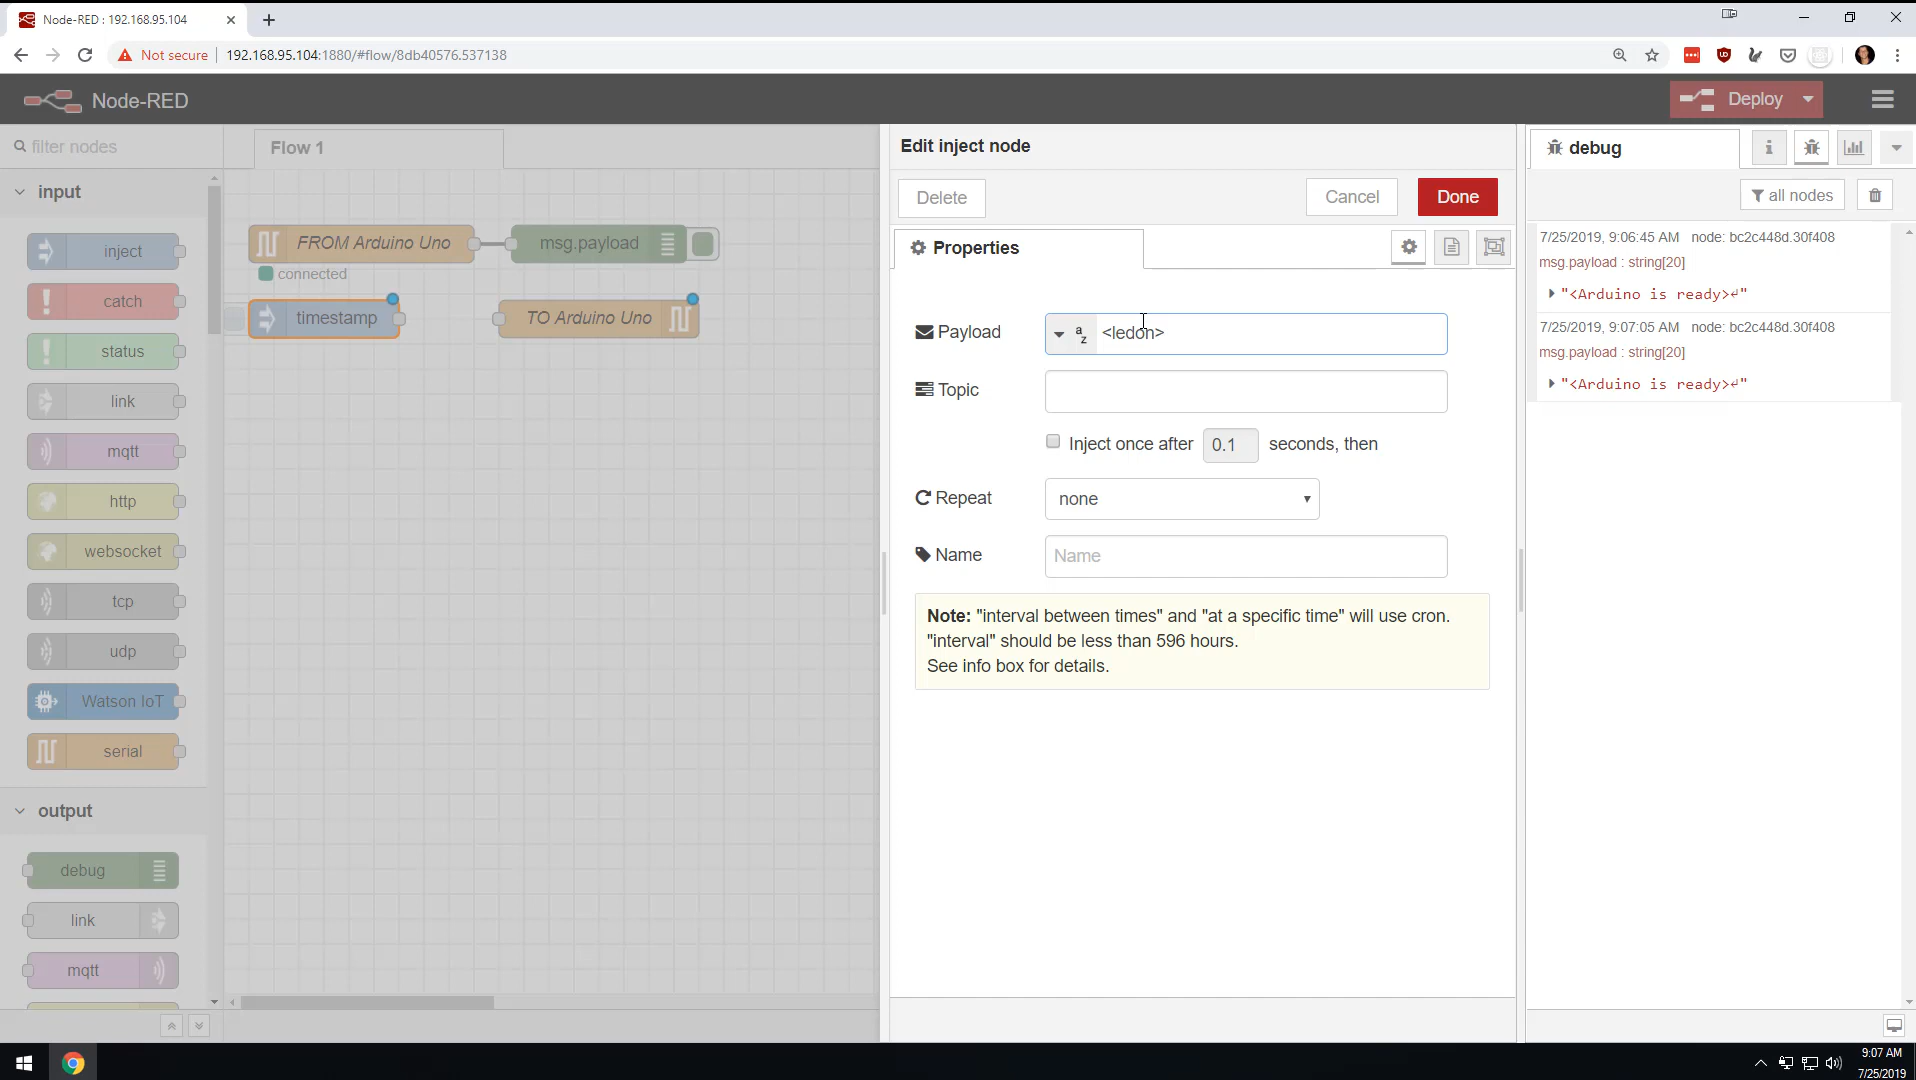 Node-RED : 192.168.95.104
Not secure
192.168.95.104:1880/#flow/8db40576.537138
Node-RED
Deploy
filter nodes
Flow 1
input
inject
catch
status
link
mqtt
http
websocket
tcp
udp
Watson IoT
serial
output
debug
link
mqtt
FROM Arduino Uno
connected
msg.payload
timestamp
TO Arduino Uno
Edit inject node
Delete
Cancel
Done
Properties
Payload
a
z
<ledon>
Topic
Inject once after 0.1 seconds, then
Repeat
none
Name
Name
Note: "interval between times" and "at a specific time" will use cron.
"interval" should be less than 596 hours.
See info box for details.
debug
i
all nodes
7/25/2019, 9:06:45 AM node: bc2c448d.30f408
msg.payload : string[20]
"<Arduino is ready>↵"
7/25/2019, 9:07:05 AM node: bc2c448d.30f408
msg.payload : string[20]
"<Arduino is ready>↵"
9:07 AM
7/25/2019